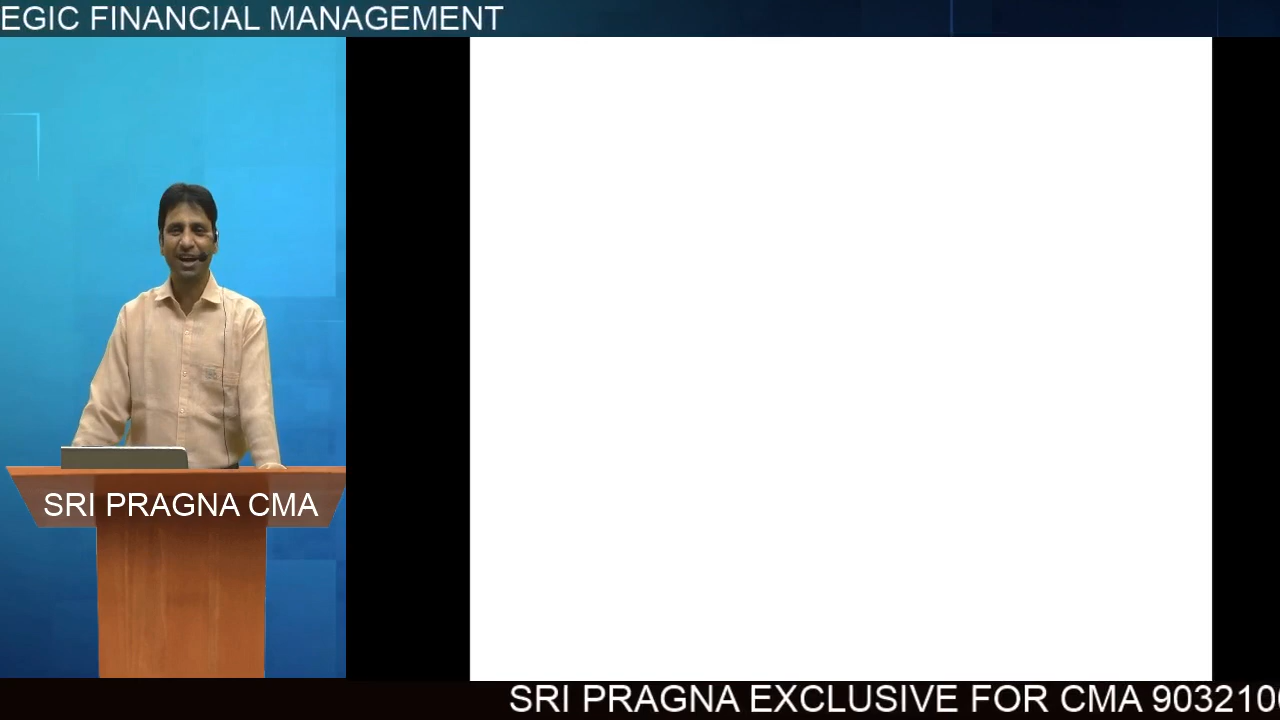 EGIC FINANCIAL MANAGEMENT
SRI PRAGNA CMA
SRI PRAGNA EXCLUSIVE FOR CMA 903210